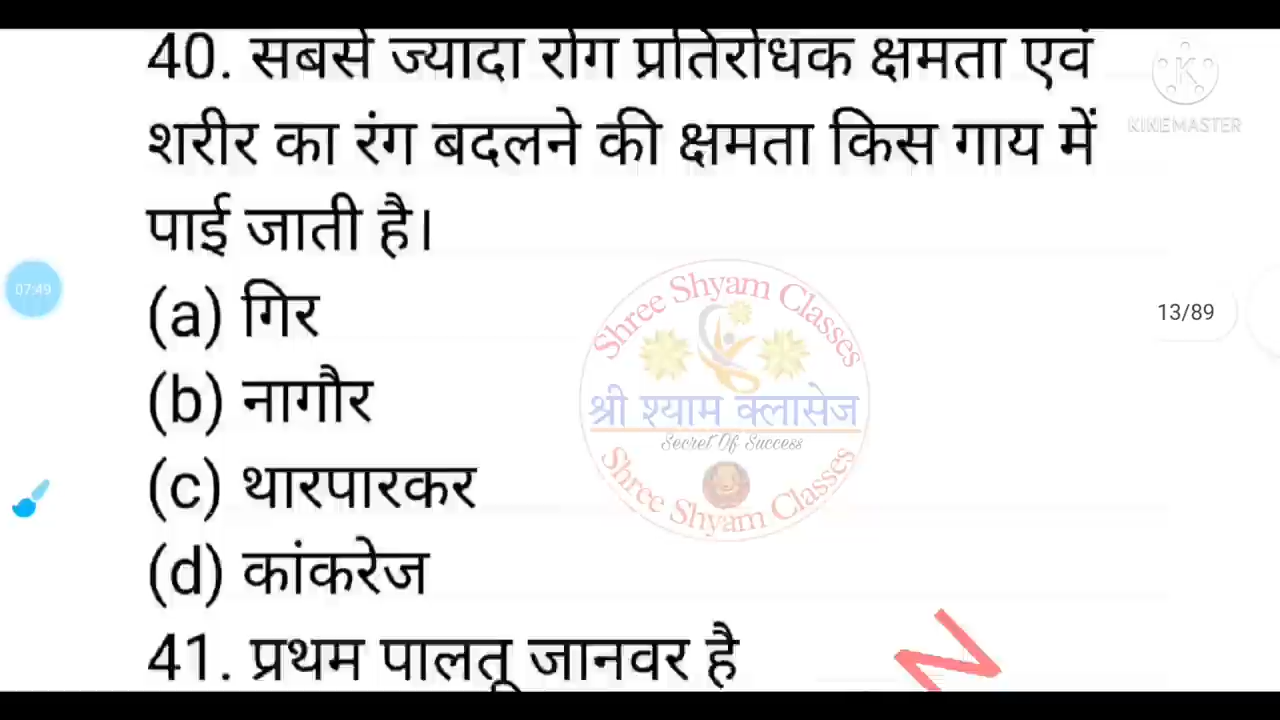 40. सबसे ज्यादा रोग प्रतिरोधक क्षमता एवं
शरीर का रंग बदलने की क्षमता किस गाय में
पाई जाती है।
(a) गिर
(b) नागौर
(c) थारपारकर
(d) कांकरेज
41. प्रथम पालतू जानवर है
K
KINEMASTER
07:49
13/89
Shree Shyam Classes
श्री श्याम क्लासेज
Secret Of Success
Shree Shyam Classes